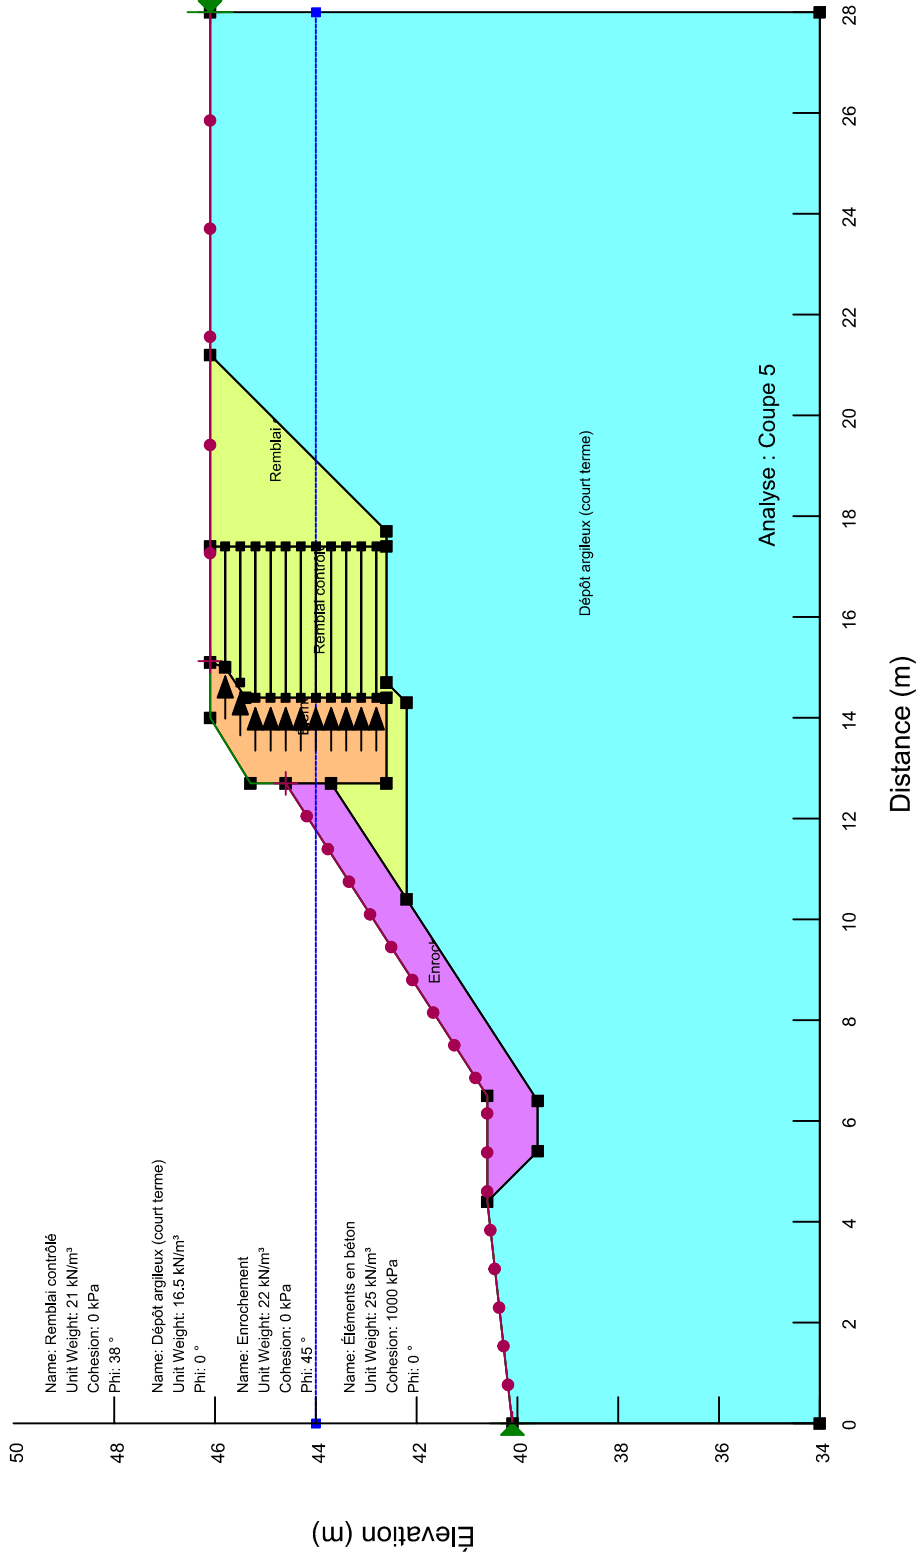 Name: Remblai contrôlé
Unit Weight: 21 kN/m³
Cohesion: 0 kPa
Phi: 38 °
Name: Dépôt argileux (court terme)
Unit Weight: 16.5 kN/m³
Phi: 0 °
Name: Enrochement
Unit Weight: 22 kN/m³
Cohesion: 0 kPa
Phi: 45 °
Name: Éléments en béton
Unit Weight: 25 kN/m³
Cohesion: 1000 kPa
Phi: 0 °
Remblai
Remblai contrôlé
Enroc
Dépôt argileux (court terme)
Analyse : Coupe 5
Élevation (m)
50
48
46
44
42
40
38
36
34
0
2
4
6
8
10
12
14
16
18
20
22
24
26
28
Distance (m)